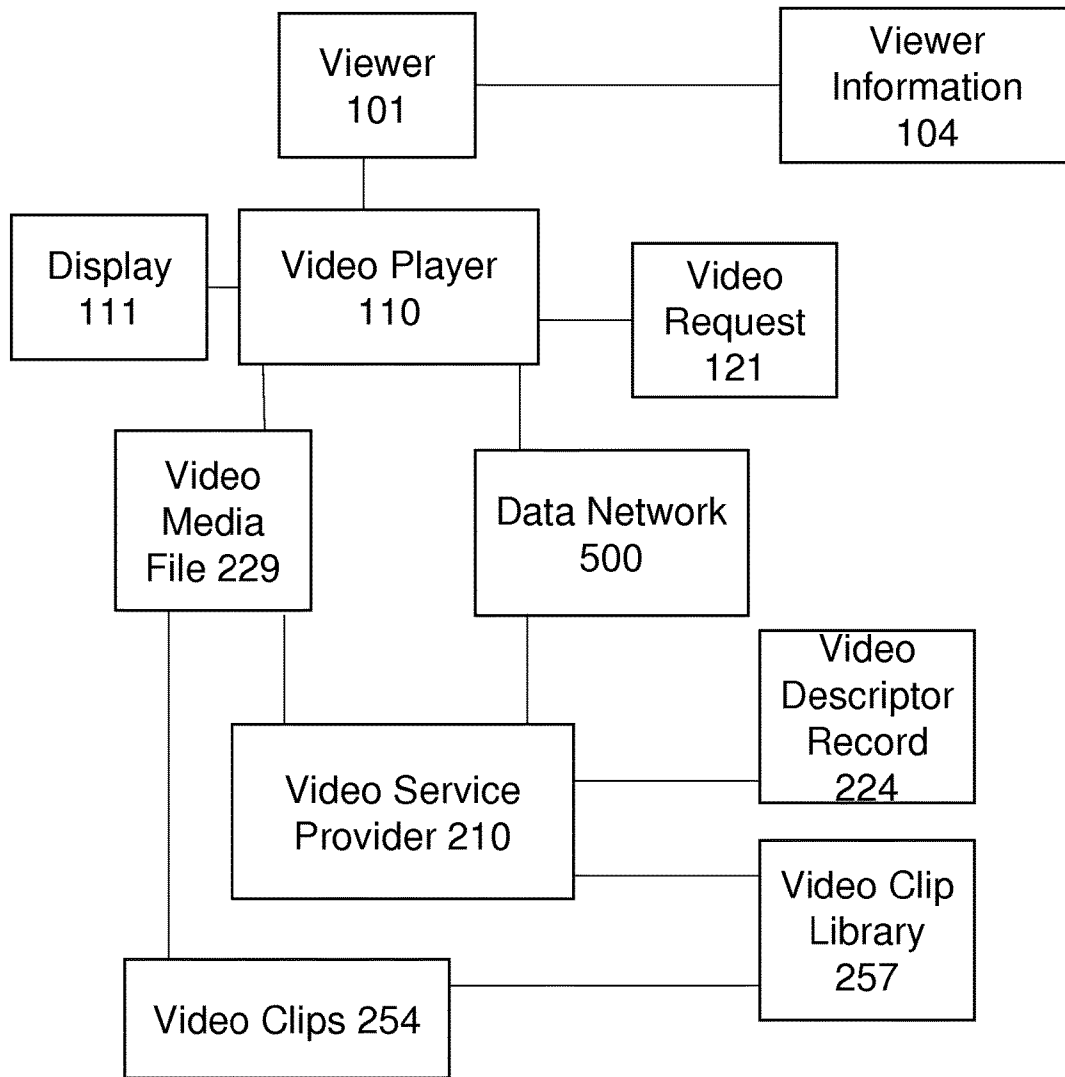 Viewer
101
Viewer
Information
104
Display
111
Video Player
110
Video
Request
121
Video
Media
File 229
Data Network
500
Video
Descriptor
Record
224
Video Service
Provider 210
Video Clip
Library
257
Video Clips 254